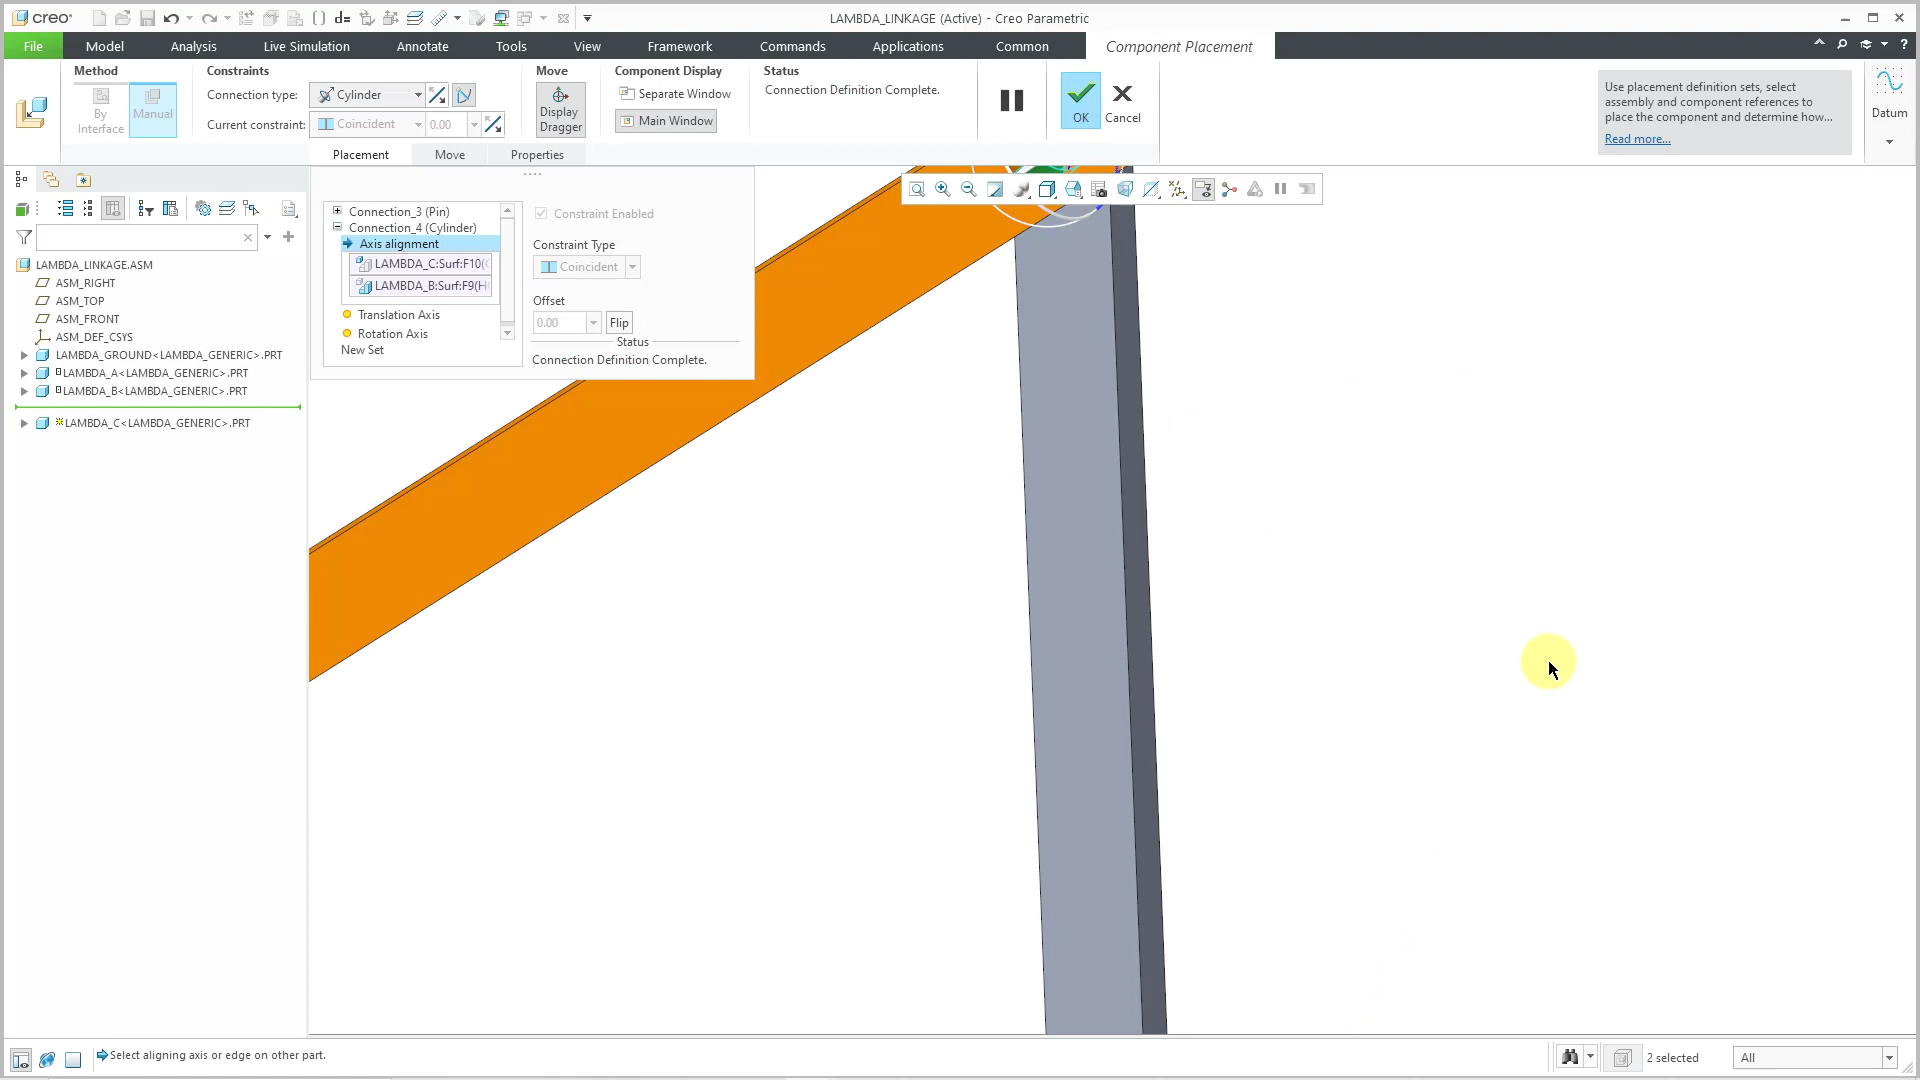 creo
LAMBDA_LINKAGE (Active) - Creo Parametric
File
Model
Analysis
Live Simulation
Annotate
Tools
View
Framework
Commands
Applications
Common
Component Placement
Method
By
Interface
Manual
Constraints
Connection type:
Cylinder
Current constraint:
Coincident
0.00
Move
Display
Dragger
Component Display
Separate Window
Main Window
Status
Connection Definition Complete.
OK
Cancel
Use placement definition sets, select
assembly and component references to
place the component and determine how...
Read more...
Datum
Placement
Move
Properties
Connection_3 (Pin)
Connection_4 (Cylinder)
Axis alignment
LAMBDA_C:Surf:F10(
LAMBDA_B:Surf:F9(H
Translation Axis
Rotation Axis
New Set
Constraint Enabled
Constraint Type
Coincident
Offset
0.00
Flip
Status
Connection Definition Complete.
LAMBDA_LINKAGE.ASM
ASM_RIGHT
ASM_TOP
ASM_FRONT
ASM_DEF_CSYS
LAMBDA_GROUND<LAMBDA_GENERIC>.PRT
LAMBDA_A<LAMBDA_GENERIC>.PRT
LAMBDA_B<LAMBDA_GENERIC>.PRT
LAMBDA_C<LAMBDA_GENERIC>.PRT
Select aligning axis or edge on other part.
2 selected
All